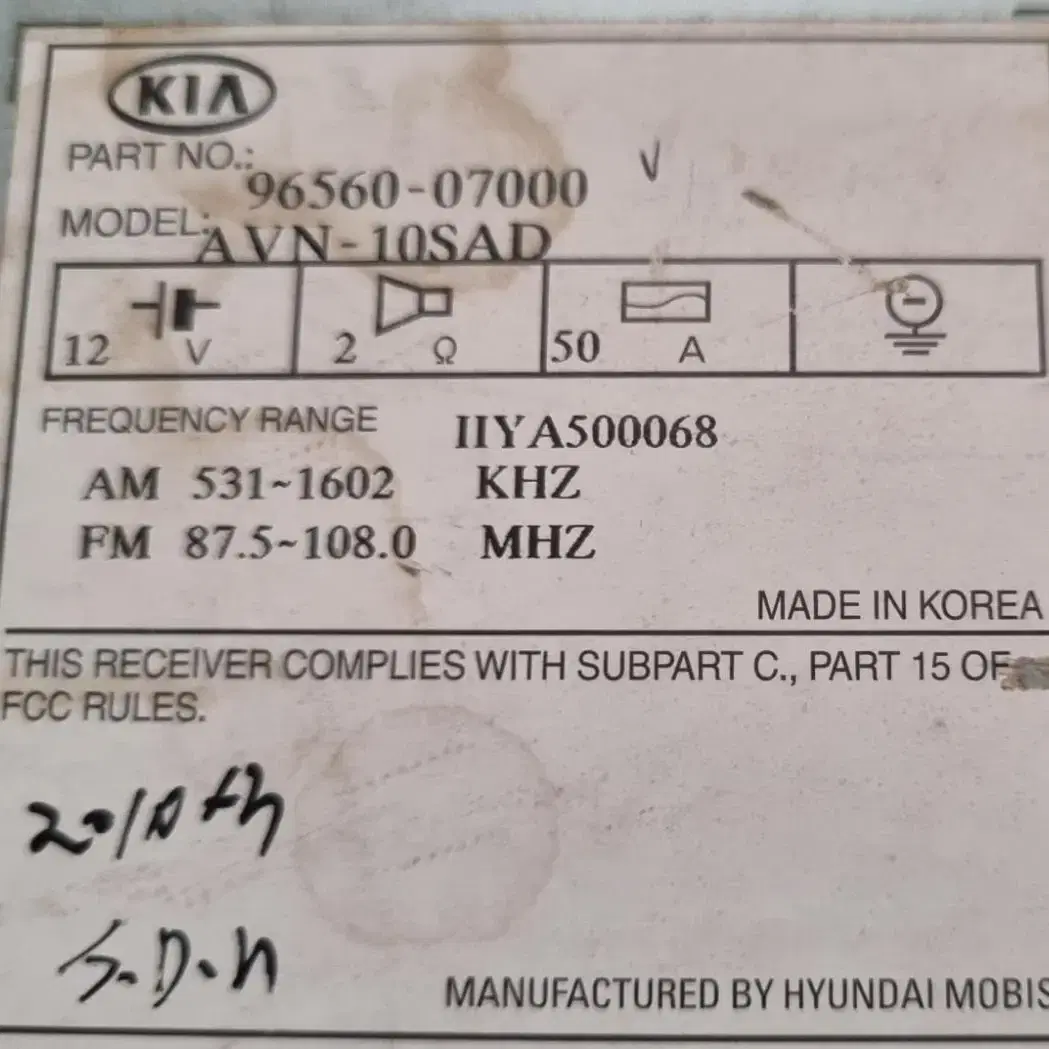 KIA
PART NO.: 96560-07000
MODEL: AVN-10SAD
12 V 2 Ω 50 A
FREQUENCY RANGE IIYA500068
AM 531~1602 KHZ
FM 87.5~108.0 MHZ
MADE IN KOREA
THIS RECEIVER COMPLIES WITH SUBPART C., PART 15 OF
FCC RULES.
S.D.n
MANUFACTURED BY HYUNDAI MOBIS